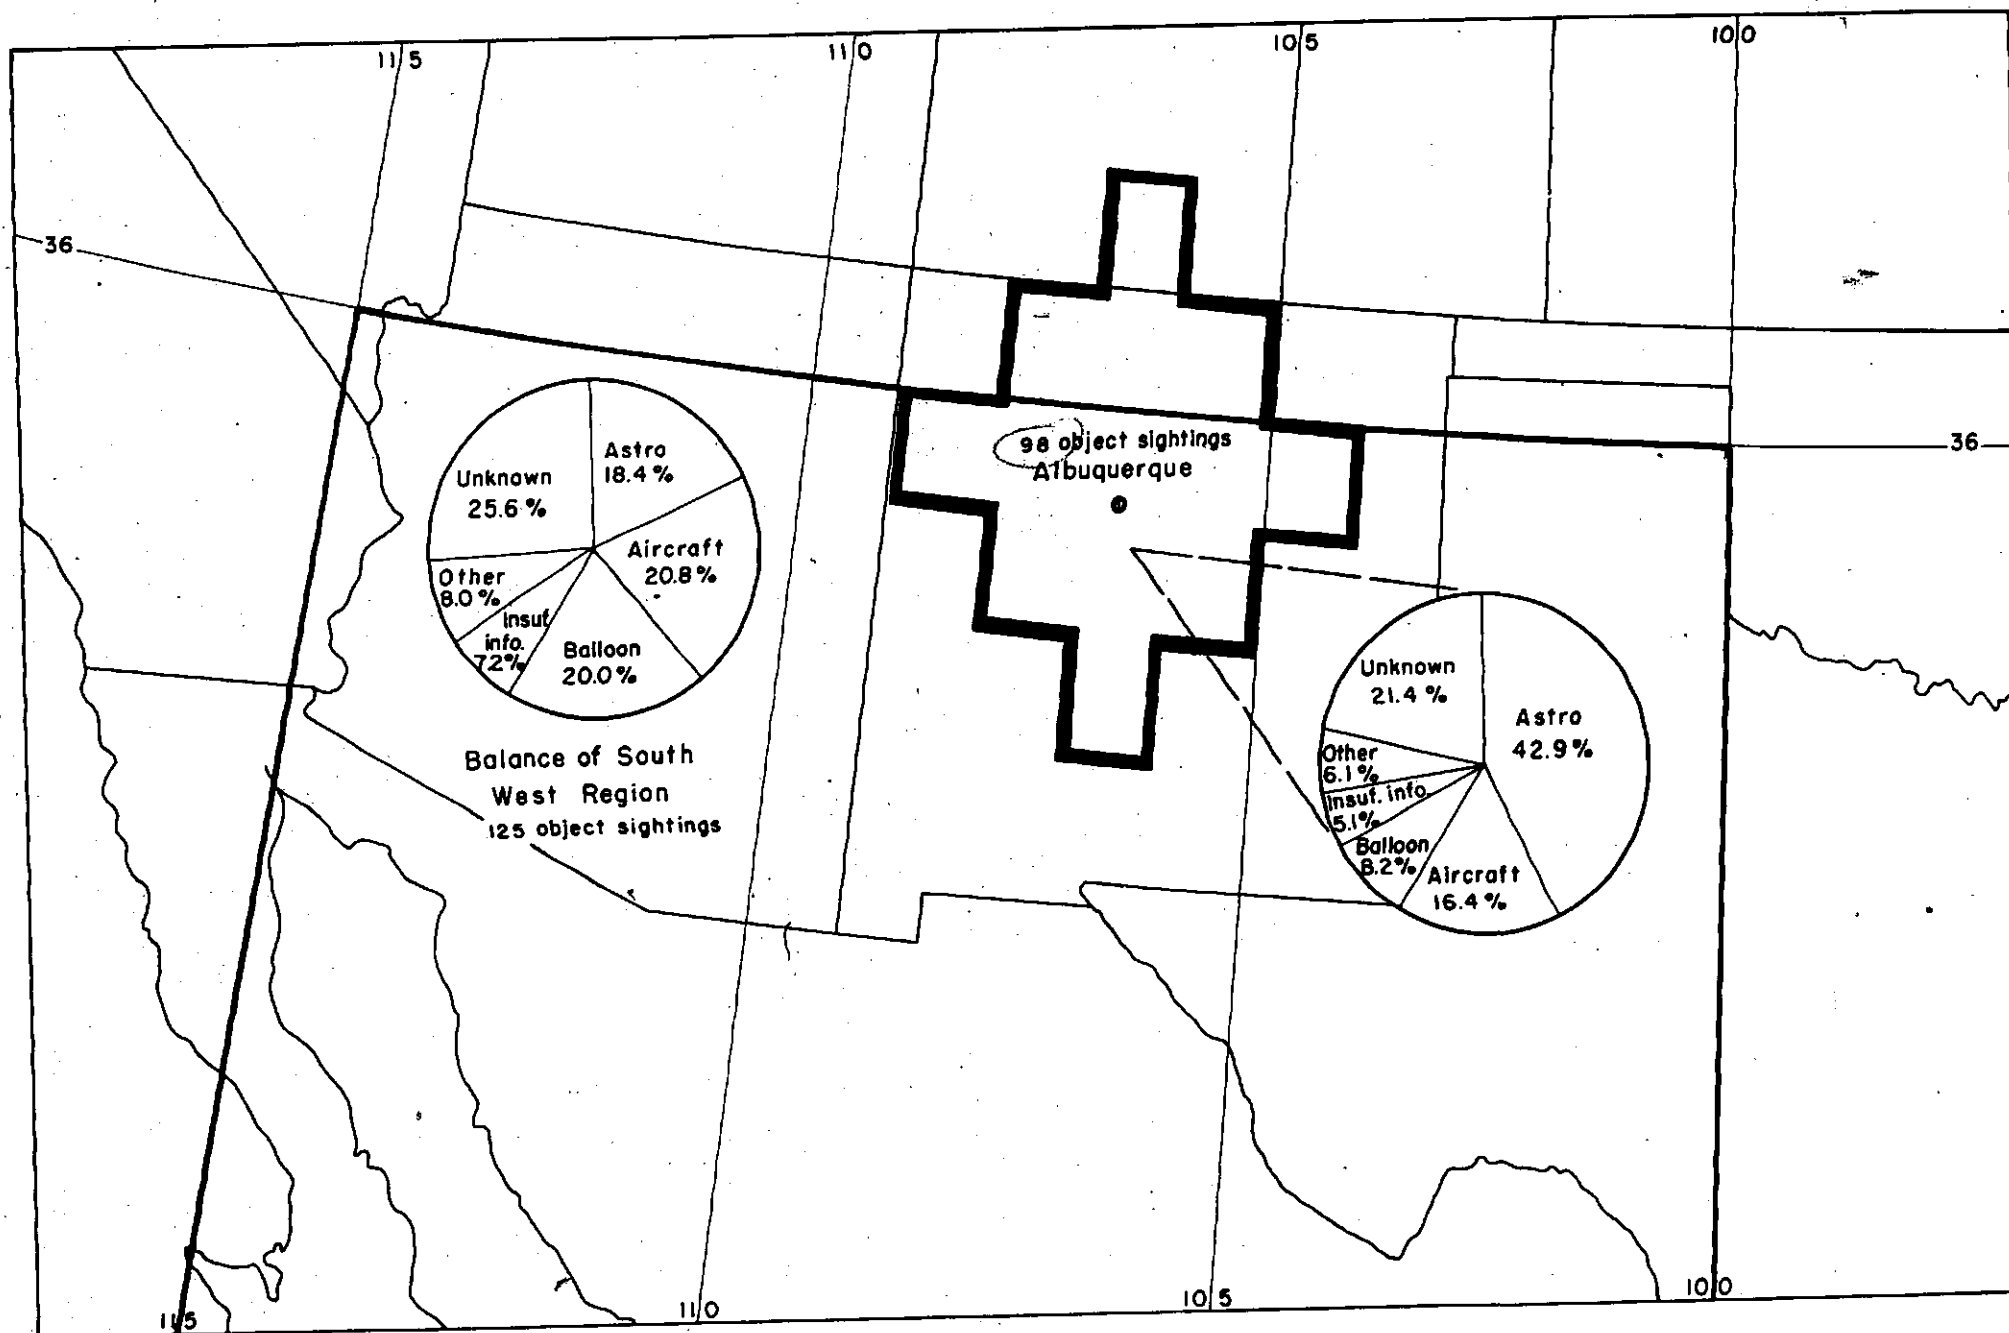 115
110
105
100
36
98 object sightings
Albuquerque
36
Astro
18.4%
Unknown
25.6%
Aircraft
20.8%
Other
8.0%
Insuf.
info.
7.2%
Balloon
20.0%
Balance of South
West Region
125 object sightings
Unknown
21.4%
Astro
42.9%
Other
6.1%
Insuf. info.
5.1%
Balloon
8.2%
Aircraft
16.4%
115
110
105
100